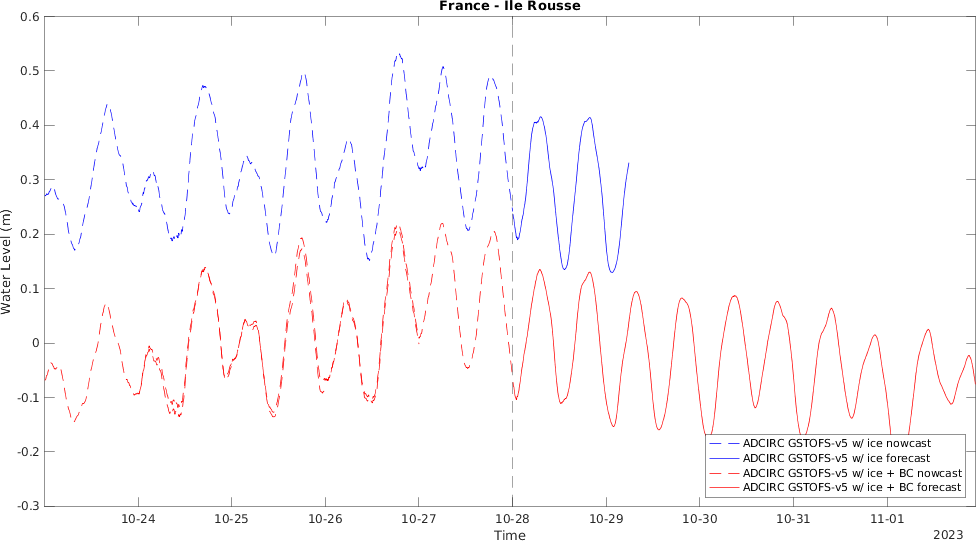 France - Ile Rousse
0.6
0.5
0.4
0.3
0.2
0.1
0
-0.1
-0.2
-0.3
Water Level (m)
ADCIRC GSTOFS-v5 w/ ice nowcast
ADCIRC GSTOFS-v5 w/ ice forecast
ADCIRC GSTOFS-v5 w/ ice + BC nowcast
ADCIRC GSTOFS-v5 w/ ice + BC forecast
10-24 10-25 10-26 10-27 10-28 10-29 10-30 10-31 11-01
Time
2023